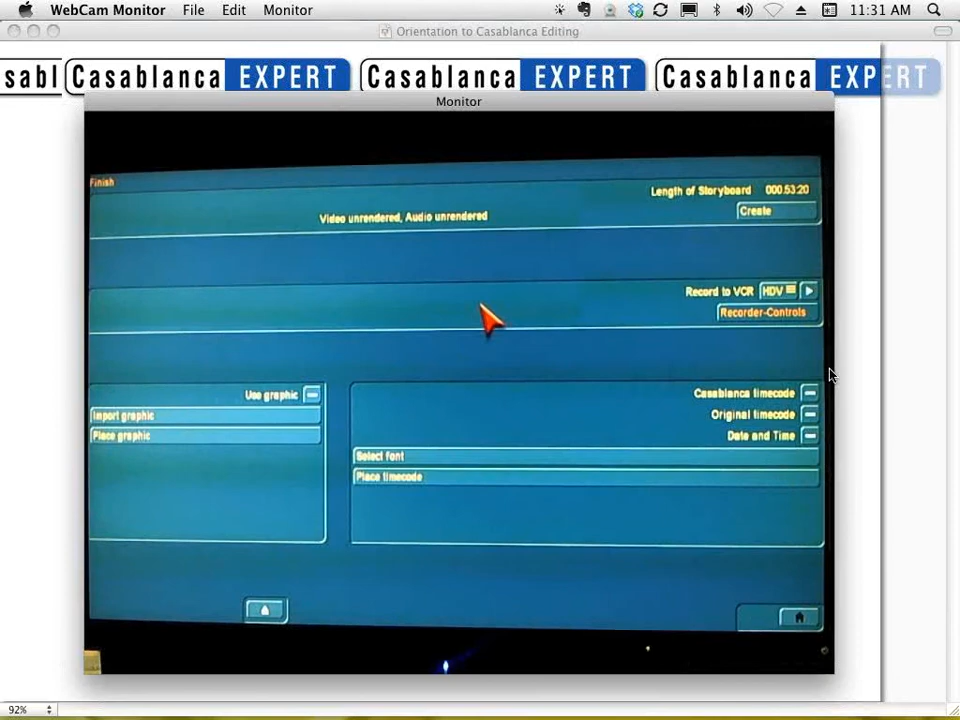 WebCam Monitor File Edit Monitor 11:31 AM
Orientation to Casablanca Editing
sabl Casablanca EXPERT Casablanca EXPERT Casablanca EXPERT
Monitor
Finish
Length of Storyboard 000:53:20
Video unrendered, Audio unrendered
Create
Record to VCR HDV
Recorder-Controls
Use graphic
Import graphic
Place graphic
Casablanca timecode
Original timecode
Date and Time
Select font
Place timecode
92%